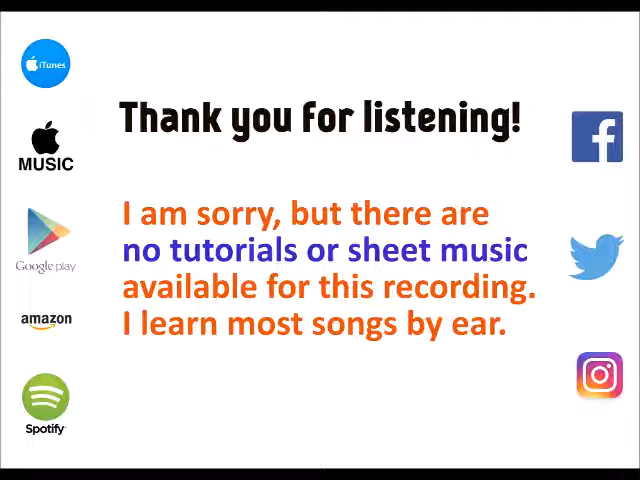 iTunes
Thank you for listening!
MUSIC
I am sorry, but there are
no tutorials or sheet music
Google play
available for this recording.
amazon
I learn most songs by ear.
Spotify